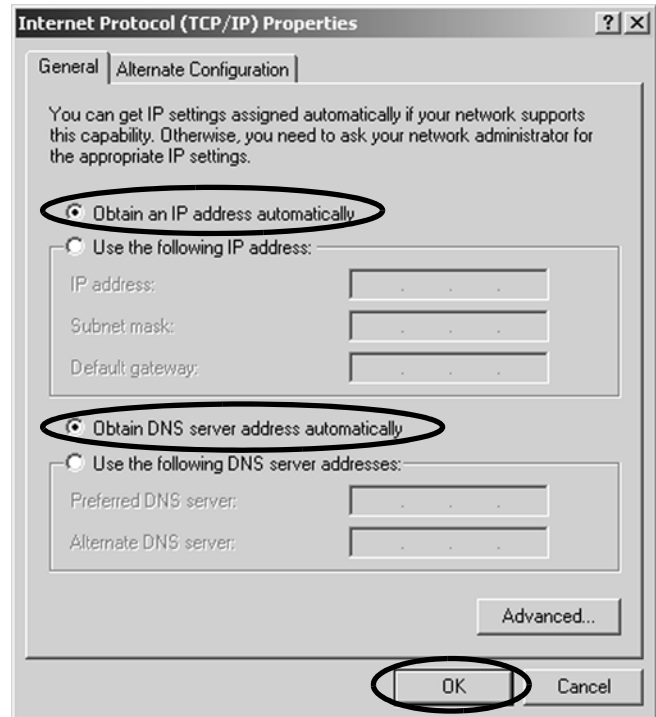 Internet Protocol (TCP/IP) Properties
General
Alternate Configuration
You can get IP settings assigned automatically if your network supports
this capability. Otherwise, you need to ask your network administrator for
the appropriate IP settings.
Obtain an IP address automatically
Use the following IP address:
IP address:
Subnet mask:
Default gateway:
Obtain DNS server address automatically
Use the following DNS server addresses:
Preferred DNS server:
Alternate DNS server:
Advanced...
OK
Cancel